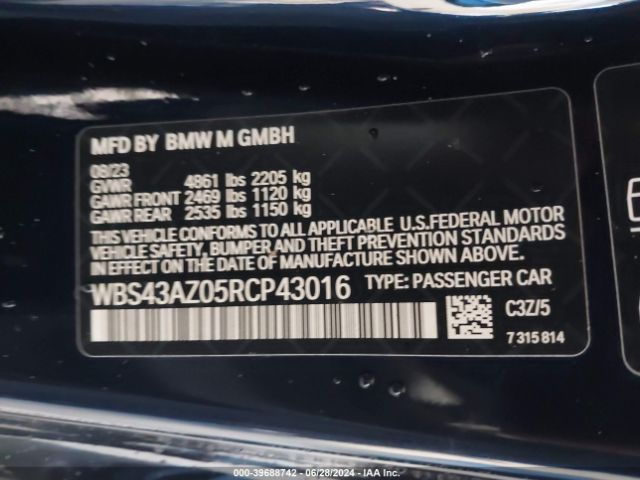 MFD BY BMW M GMBH
08/23
GVWR 4861 lbs 2205 kg
GAWR FRONT 2469 lbs 1120 kg
GAWR REAR 2535 lbs 1150 kg
THIS VEHICLE CONFORMS TO ALL APPLICABLE U.S.FEDERAL MOTOR
VEHICLE SAFETY, BUMPER AND THEFT PREVENTION STANDARDS
IN EFFECT ON THE DATE OF MANUFACTURE SHOWN ABOVE.
WBS43AZ05RCP43016 TYPE: PASSENGER CAR
C3Z/5
7 315 814
000-39688742 - 06/28/2024 - IAA Inc.